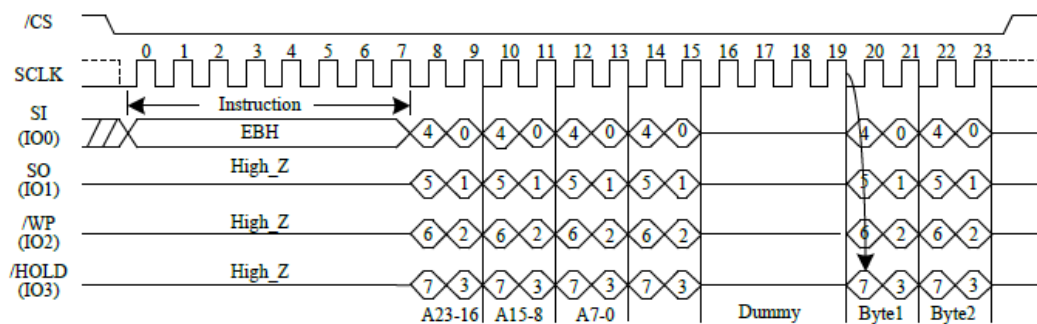 /CS
0 1 2 3 4 5 6 7 8 9 10 11 12 13 14 15 16 17 18 19 20 21 22 23
SCLK
Instruction
SI
(IO0)
EBH
4 0 4 0 4 0 4 0 4 0 4 0
SO
(IO1)
High_Z
5 1 5 1 5 1 5 1 5 1 5 1
/WP
(IO2)
High_Z
6 2 6 2 6 2 6 2 6 2 6 2
/HOLD
(IO3)
High_Z
7 3 7 3 7 3 7 3 7 3 7 3
A23-16 A15-8 A7-0 Dummy Byte1 Byte2